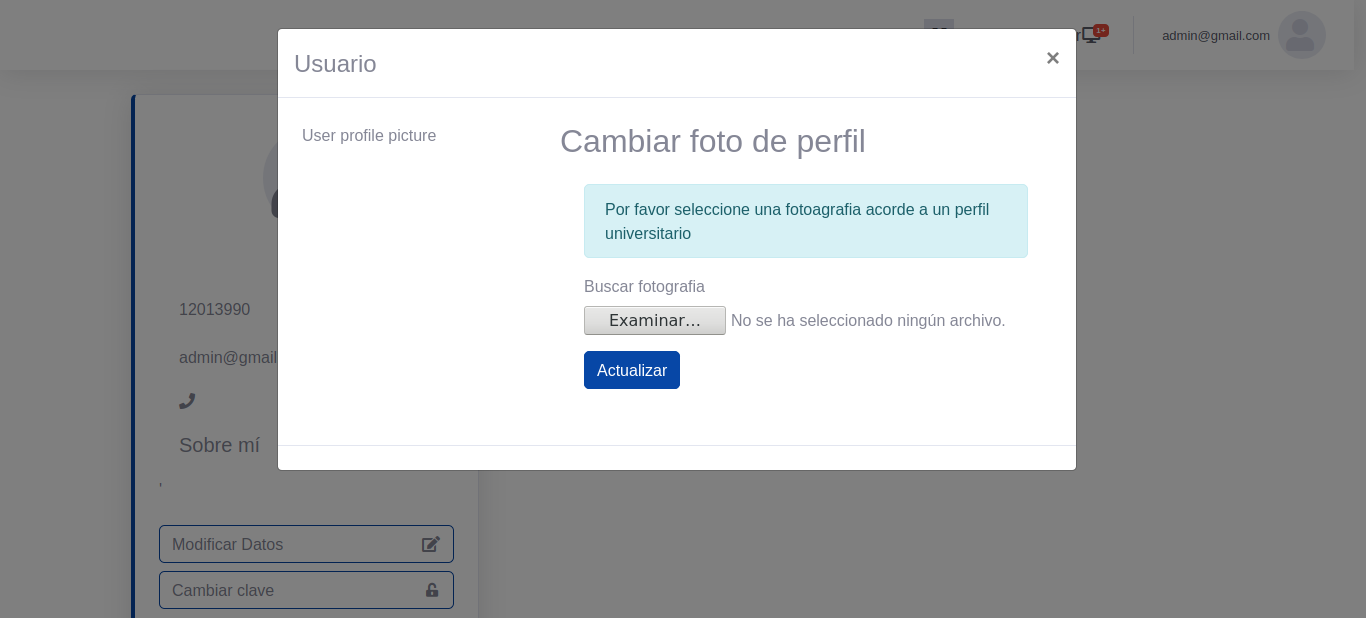 1+
admin@gmail.com
Usuario
×
User profile picture
Cambiar foto de perfil
Por favor seleccione una fotoagrafia acorde a un perfil
universitario
Buscar fotografia
Examinar...
No se ha seleccionado ningún archivo.
Actualizar
12013990
admin@gmail
Sobre mí
,
Modificar Datos
Cambiar clave